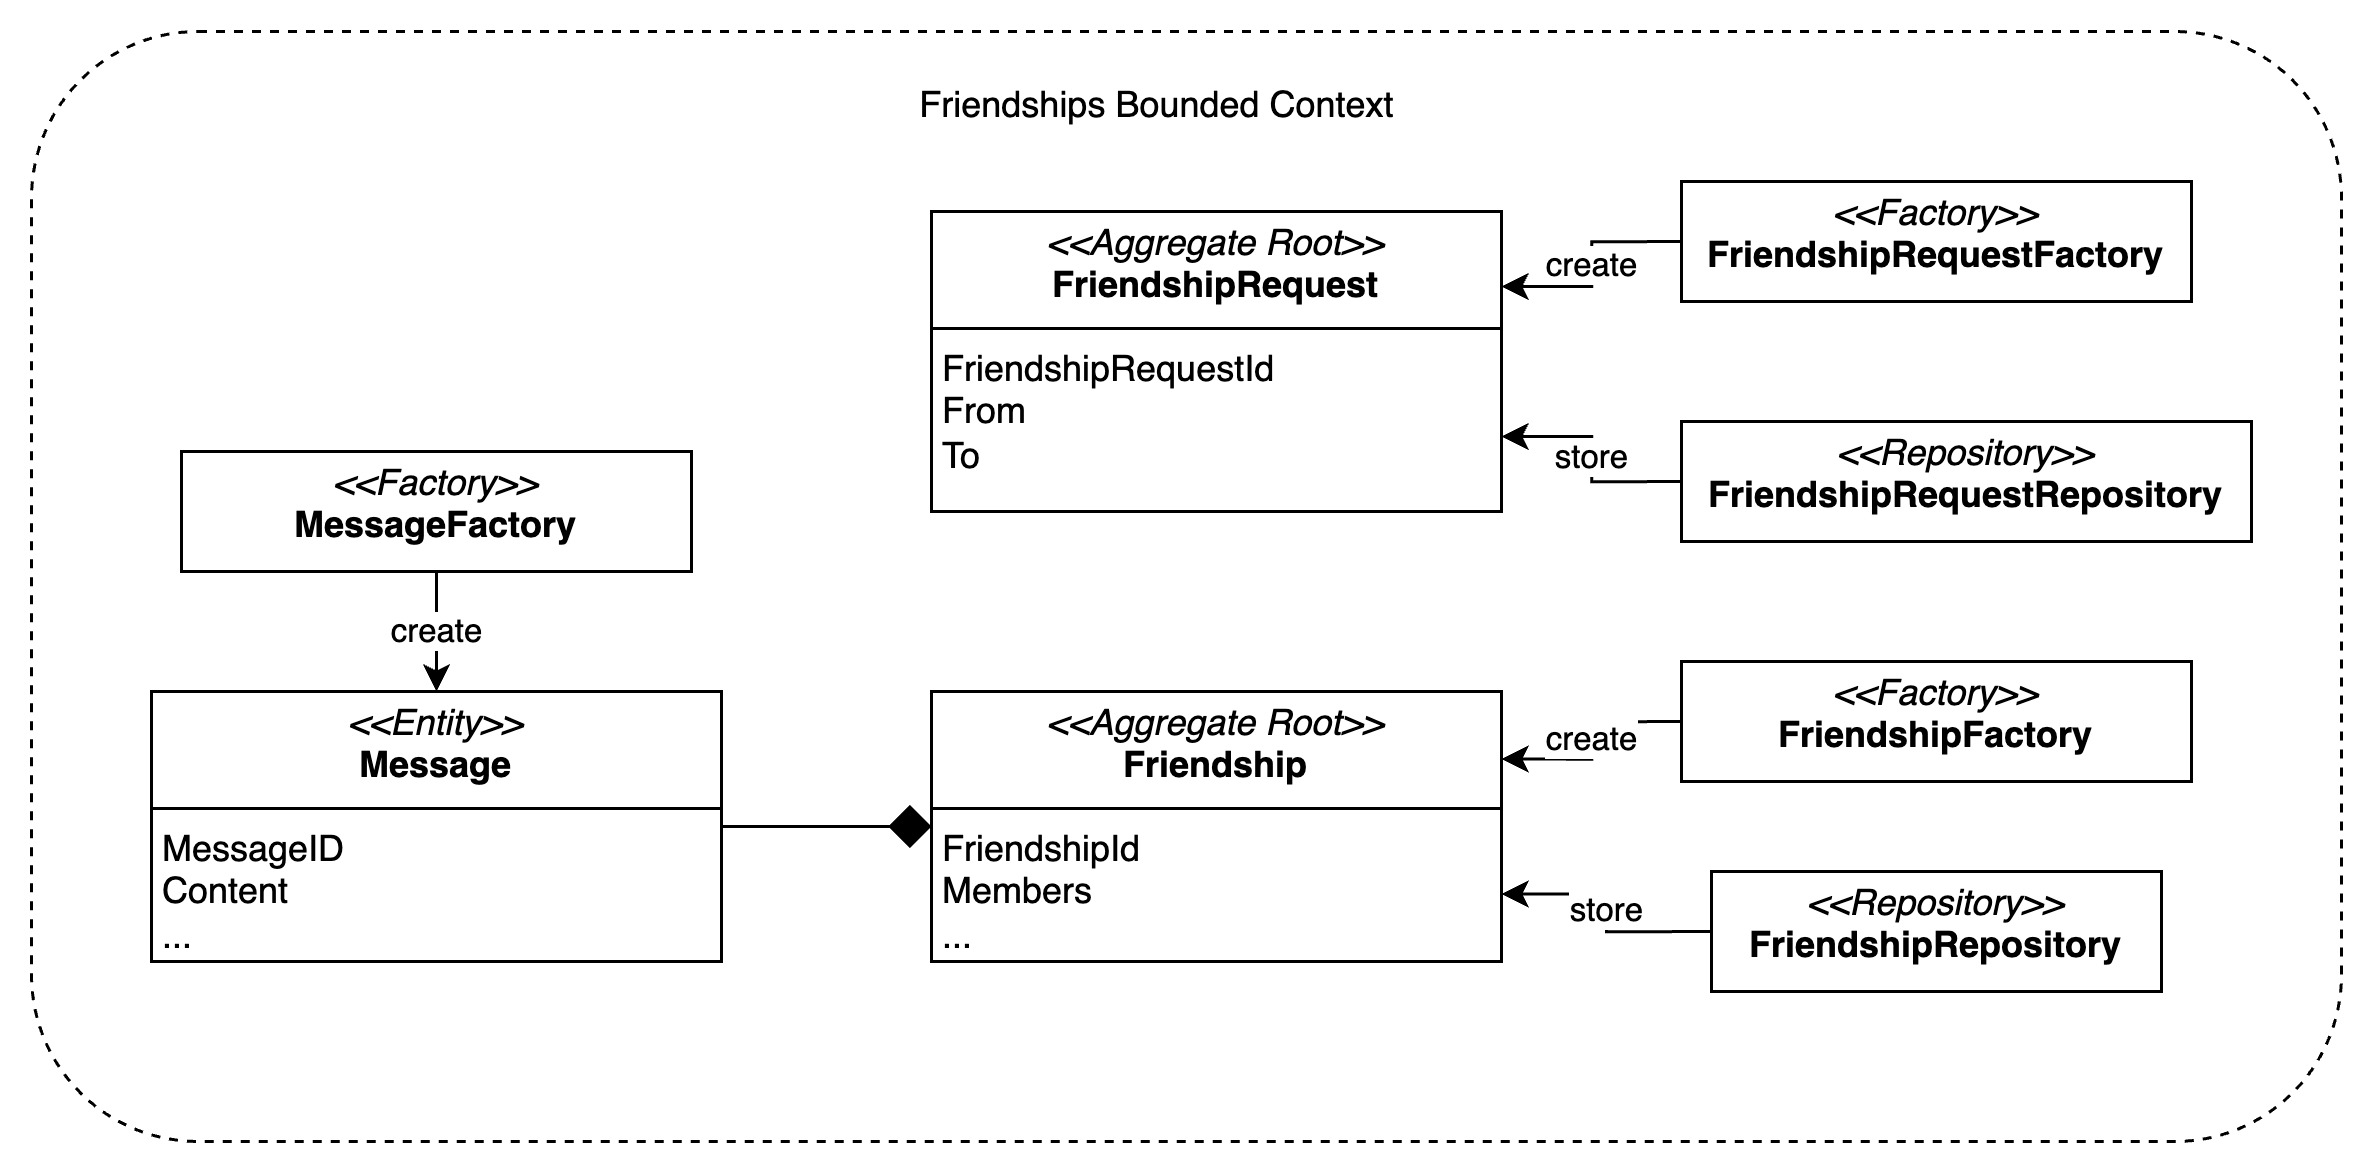 Friendships Bounded Context
<<Aggregate Root>>
FriendshipRequest
FriendshipRequestId
From
To
create
<<Factory>>
FriendshipRequestFactory
store
<<Repository>>
FriendshipRequestRepository
<<Factory>>
MessageFactory
create
<<Entity>>
Message
MessageID
Content
...
<<Aggregate Root>>
Friendship
FriendshipId
Members
...
create
<<Factory>>
FriendshipFactory
store
<<Repository>>
FriendshipRepository